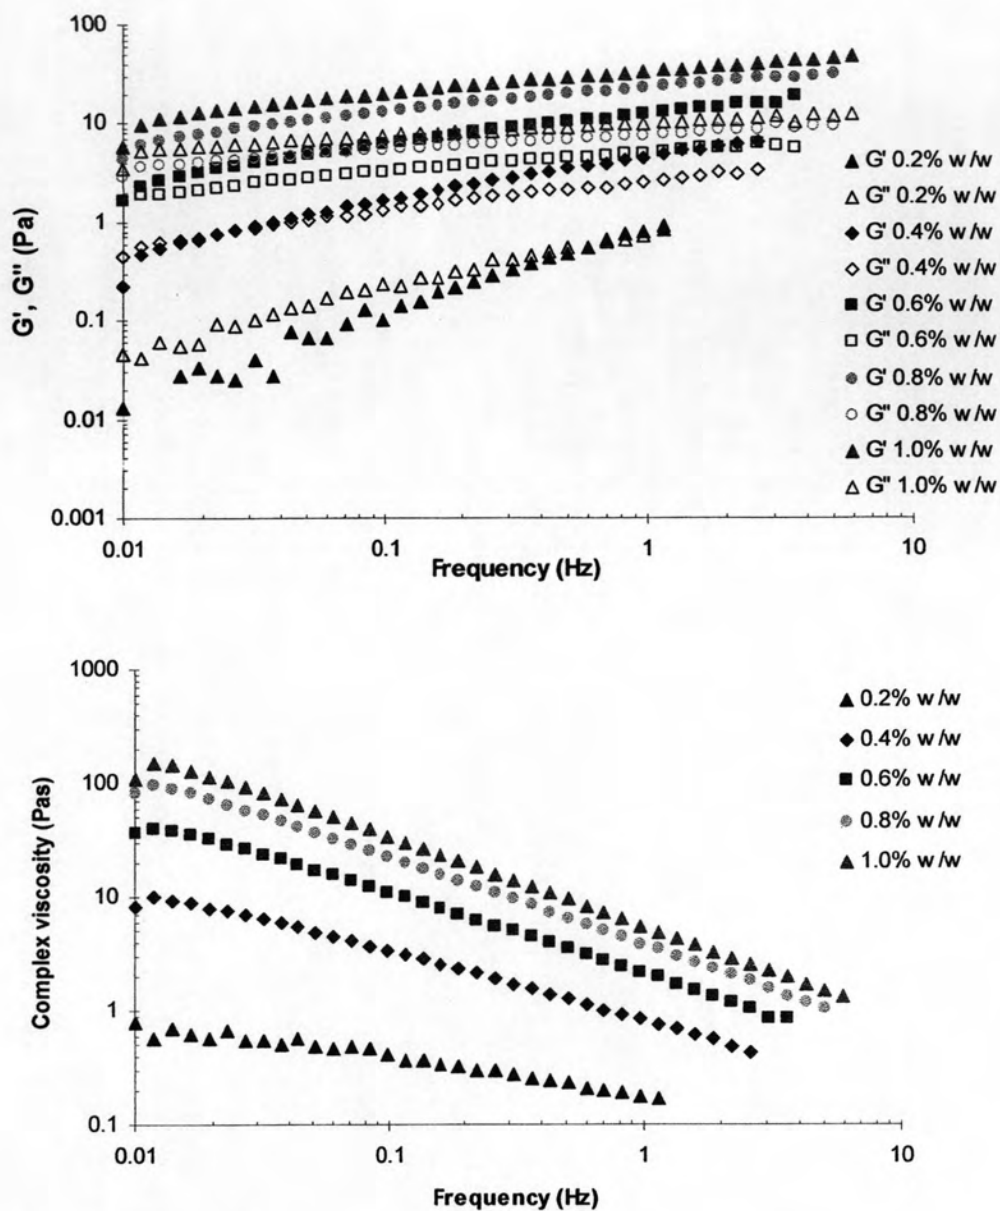 100
10
1
0.1
0.01
0.001
G', G" (Pa)
0.01 0.1 1 10
Frequency (Hz)
G' 0.2% w/w
G" 0.2% w/w
G' 0.4% w/w
G" 0.4% w/w
G' 0.6% w/w
G" 0.6% w/w
G' 0.8% w/w
G" 0.8% w/w
G' 1.0% w/w
G" 1.0% w/w
1000
100
10
1
0.1
Complex viscosity (Pas)
0.01 0.1 1 10
Frequency (Hz)
0.2% w/w
0.4% w/w
0.6% w/w
0.8% w/w
1.0% w/w